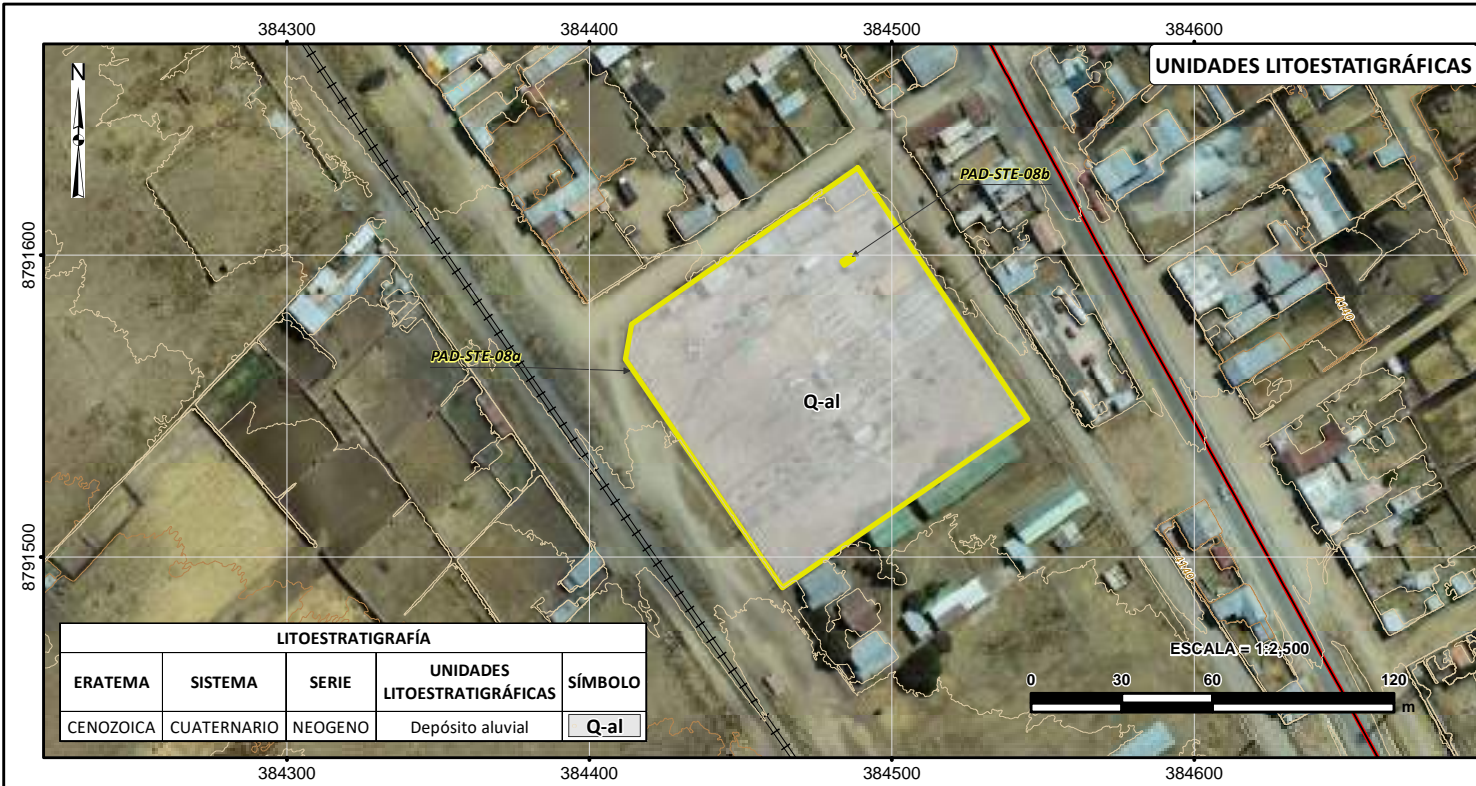 384300 384400 384500 384600
UNIDADES LITOESTATIGRÁFICAS
N
PAD-STE-08b
8791600
4140
PAD-STE-08a
Q-al
8791500
4140
LITOESTRATIGRAFÍA
ERATEMA SISTEMA SERIE UNIDADES LITOESTRATIGRÁFICAS SÍMBOLO
CENOZOICA CUATERNARIO NEOGENO Depósito aluvial Q-al
ESCALA = 1:2,500
0 30 60 120
m
384300 384400 384500 384600